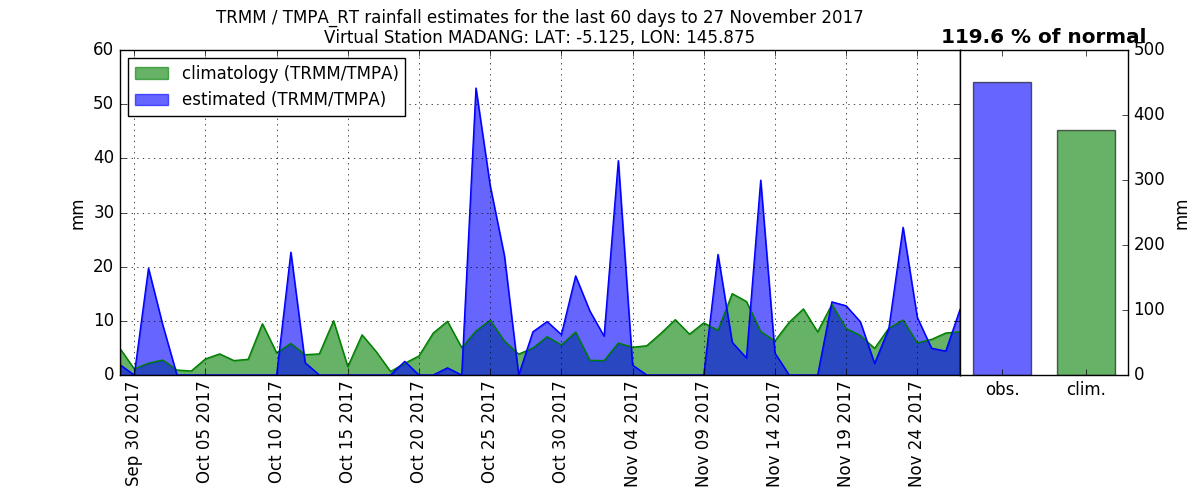 TRMM / TMPA_RT rainfall estimates for the last 60 days to 27 November 2017
Virtual Station MADANG: LAT: -5.125, LON: 145.875
119.6 % of normal
climatology (TRMM/TMPA)
estimated (TRMM/TMPA)
60
50
40
30
20
10
0
mm
Sep 30 2017
Oct 05 2017
Oct 10 2017
Oct 15 2017
Oct 20 2017
Oct 25 2017
Oct 30 2017
Nov 04 2017
Nov 09 2017
Nov 14 2017
Nov 19 2017
Nov 24 2017
obs.
clim.
500
400
300
200
100
0
mm